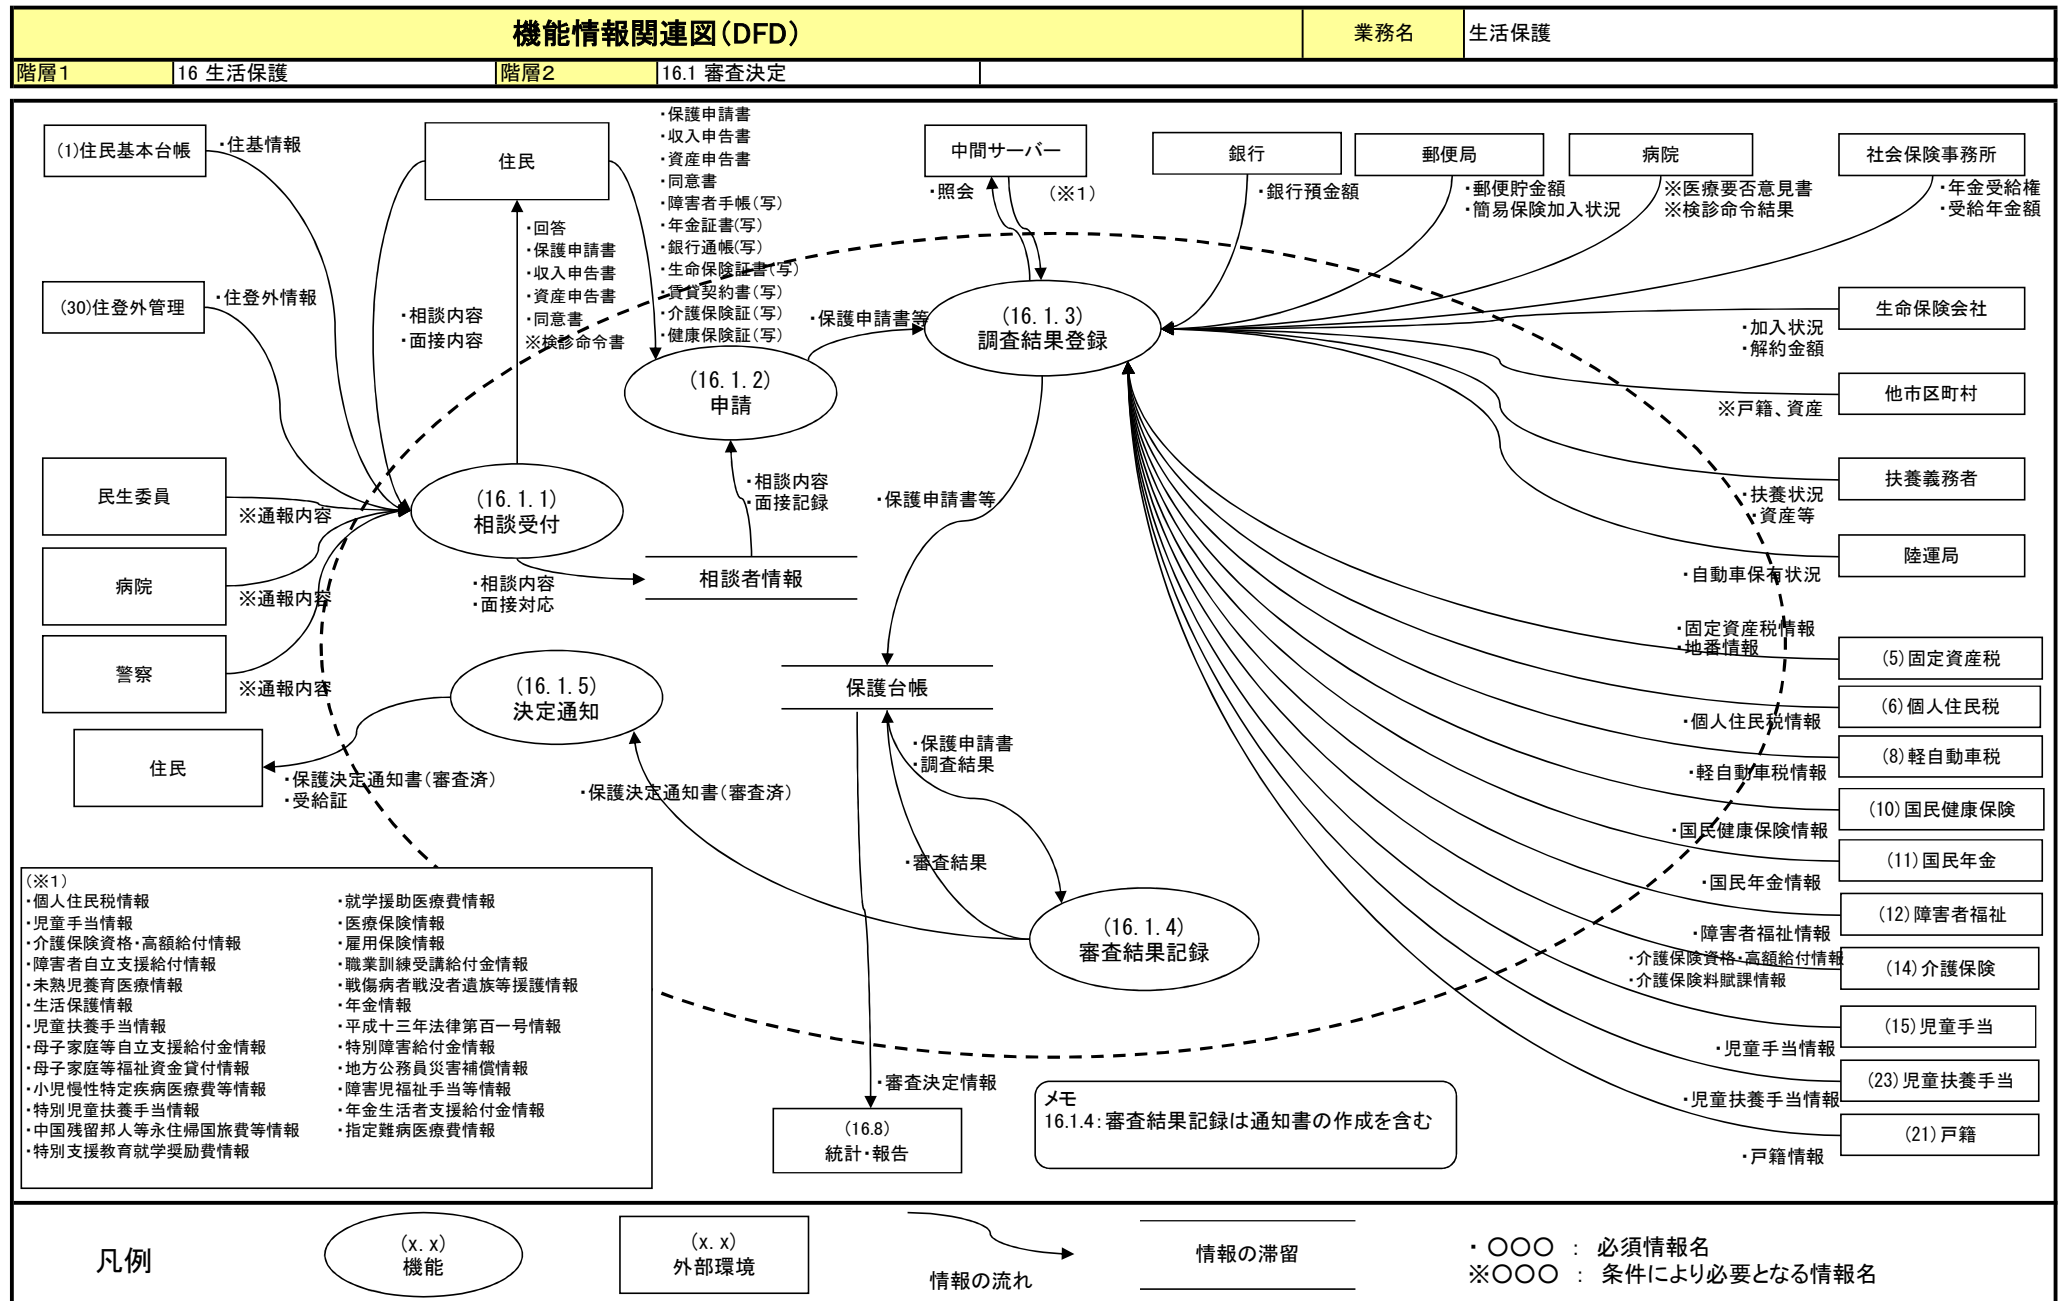 機能情報関連図(DFD)
業務名
生活保護
階層1
16 生活保護
階層2
16.1 審査決定
(1)住民基本台帳
・住基情報
住民
・保護申請書
・収入申告書
・資産申告書
・同意書
・障害者手帳(写)
・年金証書(写)
・銀行通帳(写)
・生命保険証書(写)
・賃貸契約書(写)
・介護保険証(写)
・健康保険証(写)
中間サーバー
・照会
(※1)
銀行
・銀行預金額
郵便局
・郵便貯金額
・簡易保険加入状況
病院
※医療要否意見書
※検診命令結果
社会保険事務所
・年金受給権
・受給年金額
(30)住登外管理
・住登外情報
・相談内容
・面接内容
・回答
・保護申請書
・収入申告書
・資産申告書
・同意書
※検診命令書
・保護申請書等
(16.1.3)
調査結果登録
生命保険会社
・加入状況
・解約金額
(16.1.2)
申請
他市区町村
※戸籍、資産
民生委員
※通報内容
(16.1.1)
相談受付
・相談内容
・面接記録
・保護申請書等
扶養義務者
・扶養状況
・資産等
病院
※通報内容
・相談内容
・面接対応
相談者情報
陸運局
・自動車保有状況
警察
※通報内容
(16.1.5)
決定通知
保護台帳
・固定資産税情報
・地番情報
(5)固定資産税
(6)個人住民税
・個人住民税情報
住民
・保護決定通知書(審査済)
・受給証
・保護決定通知書(審査済)
・保護申請書
・調査結果
(8)軽自動車税
・軽自動車税情報
(10)国民健康保険
・国民健康保険情報
・審査結果
(11)国民年金
・国民年金情報
(16.1.4)
審査結果記録
(12)障害者福祉
・障害者福祉情報
・介護保険資格・高額給付情報
・介護保険料賦課情報
(14)介護保険
(15)児童手当
・児童手当情報
(23)児童扶養手当
・児童扶養手当情報
(21)戸籍
・戸籍情報
(※1)
・個人住民税情報
・児童手当情報
・介護保険資格・高額給付情報
・障害者自立支援給付情報
・未熟児養育医療情報
・生活保護情報
・児童扶養手当情報
・母子家庭等自立支援給付金情報
・母子家庭等福祉資金貸付情報
・小児慢性特定疾病医療費等情報
・特別児童扶養手当情報
・中国残留邦人等永住帰国旅費等情報
・特別支援教育就学奨励費情報
・就学援助医療費情報
・医療保険情報
・雇用保険情報
・職業訓練受講給付金情報
・戦傷病者戦没者遺族等援護情報
・年金情報
・平成十三年法律第百一号情報
・特別障害給付金情報
・地方公務員災害補償情報
・障害児福祉手当等情報
・年金生活者支援給付金情報
・指定難病医療費情報
・審査決定情報
(16.8)
統計・報告
メモ
16.1.4:審査結果記録は通知書の作成を含む
凡例
(x.x)
機能
(x.x)
外部環境
情報の流れ
情報の滞留
・ 〇〇〇 : 必須情報名
※〇〇〇 : 条件により必要となる情報名